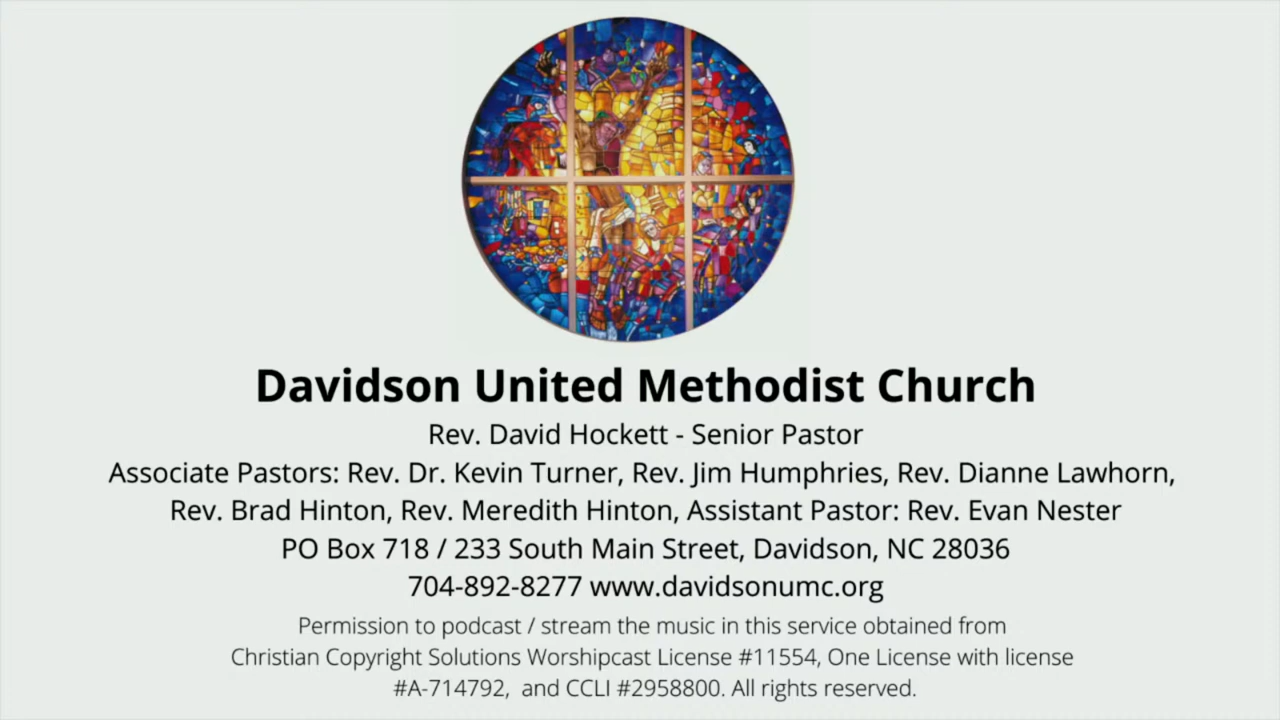 Davidson United Methodist Church
Rev. David Hockett - Senior Pastor
Associate Pastors: Rev. Dr. Kevin Turner, Rev. Jim Humphries, Rev. Dianne Lawhorn,
Rev. Brad Hinton, Rev. Meredith Hinton, Assistant Pastor: Rev. Evan Nester
PO Box 718 / 233 South Main Street, Davidson, NC 28036
704-892-8277 www.davidsonumc.org
Permission to podcast / stream the music in this service obtained from
Christian Copyright Solutions Worshipcast License #11554, One License with license
#A-714792, and CCLI #2958800. All rights reserved.